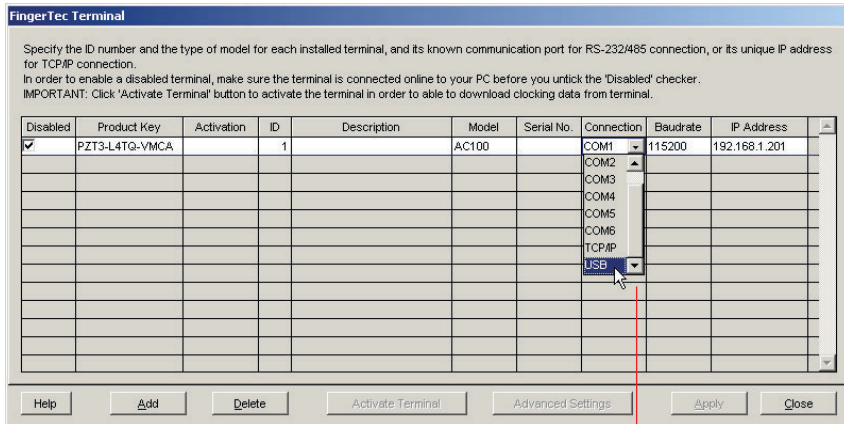 FingerTec Terminal
Specify the ID number and the type of model for each installed terminal, and its known communication port for RS-232/485 connection, or its unique IP address
for TCP/IP connection.
In order to enable a disabled terminal, make sure the terminal is connected online to your PC before you untick the 'Disabled' checker.
IMPORTANT: Click 'Activate Terminal' button to activate the terminal in order to able to download clocking data from terminal.
Disabled Product Key Activation ID Description Model Serial No. Connection Baudrate IP Address
PZT3-L4TQ-VMCA 1 AC100 COM1 115200 192.168.1.201
COM2
COM3
COM4
COM5
COM6
TCP/IP
USB
Help Add Delete Activate Terminal Advanced Settings Apply Close